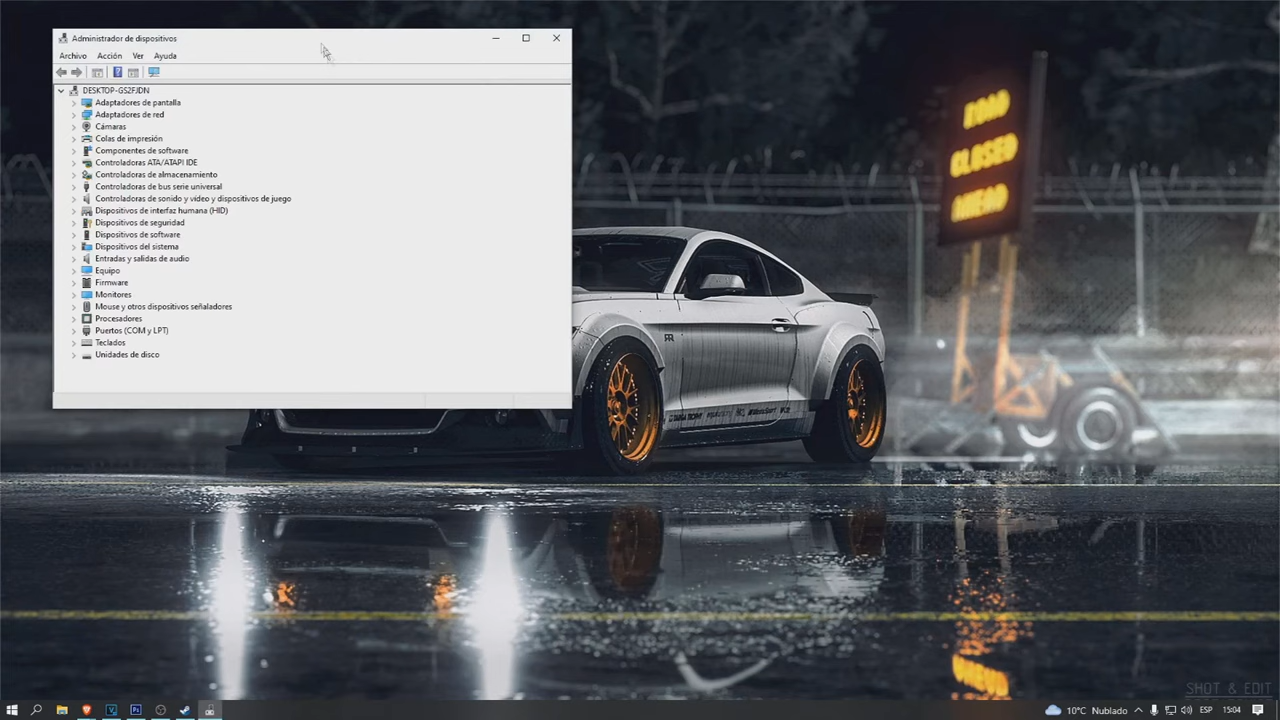 Administrador de dispositivos
Archivo Acción Ver Ayuda
DESKTOP-GS2FJDN
Adaptadores de pantalla
Adaptadores de red
Cámaras
Colas de impresión
Componentes de software
Controladoras ATA/ATAPI IDE
Controladoras de almacenamiento
Controladoras de bus serie universal
Controladoras de sonido y vídeo y dispositivos de juego
Dispositivos de interfaz humana (HID)
Dispositivos de seguridad
Dispositivos de software
Dispositivos del sistema
Entradas y salidas de audio
Equipo
Firmware
Monitores
Mouse y otros dispositivos señaladores
Procesadores
Puertos (COM y LPT)
Teclados
Unidades de disco
ROAD
CLOSED
AHEAD
SHOT & EDIT
10°C Nublado ESP 15:04